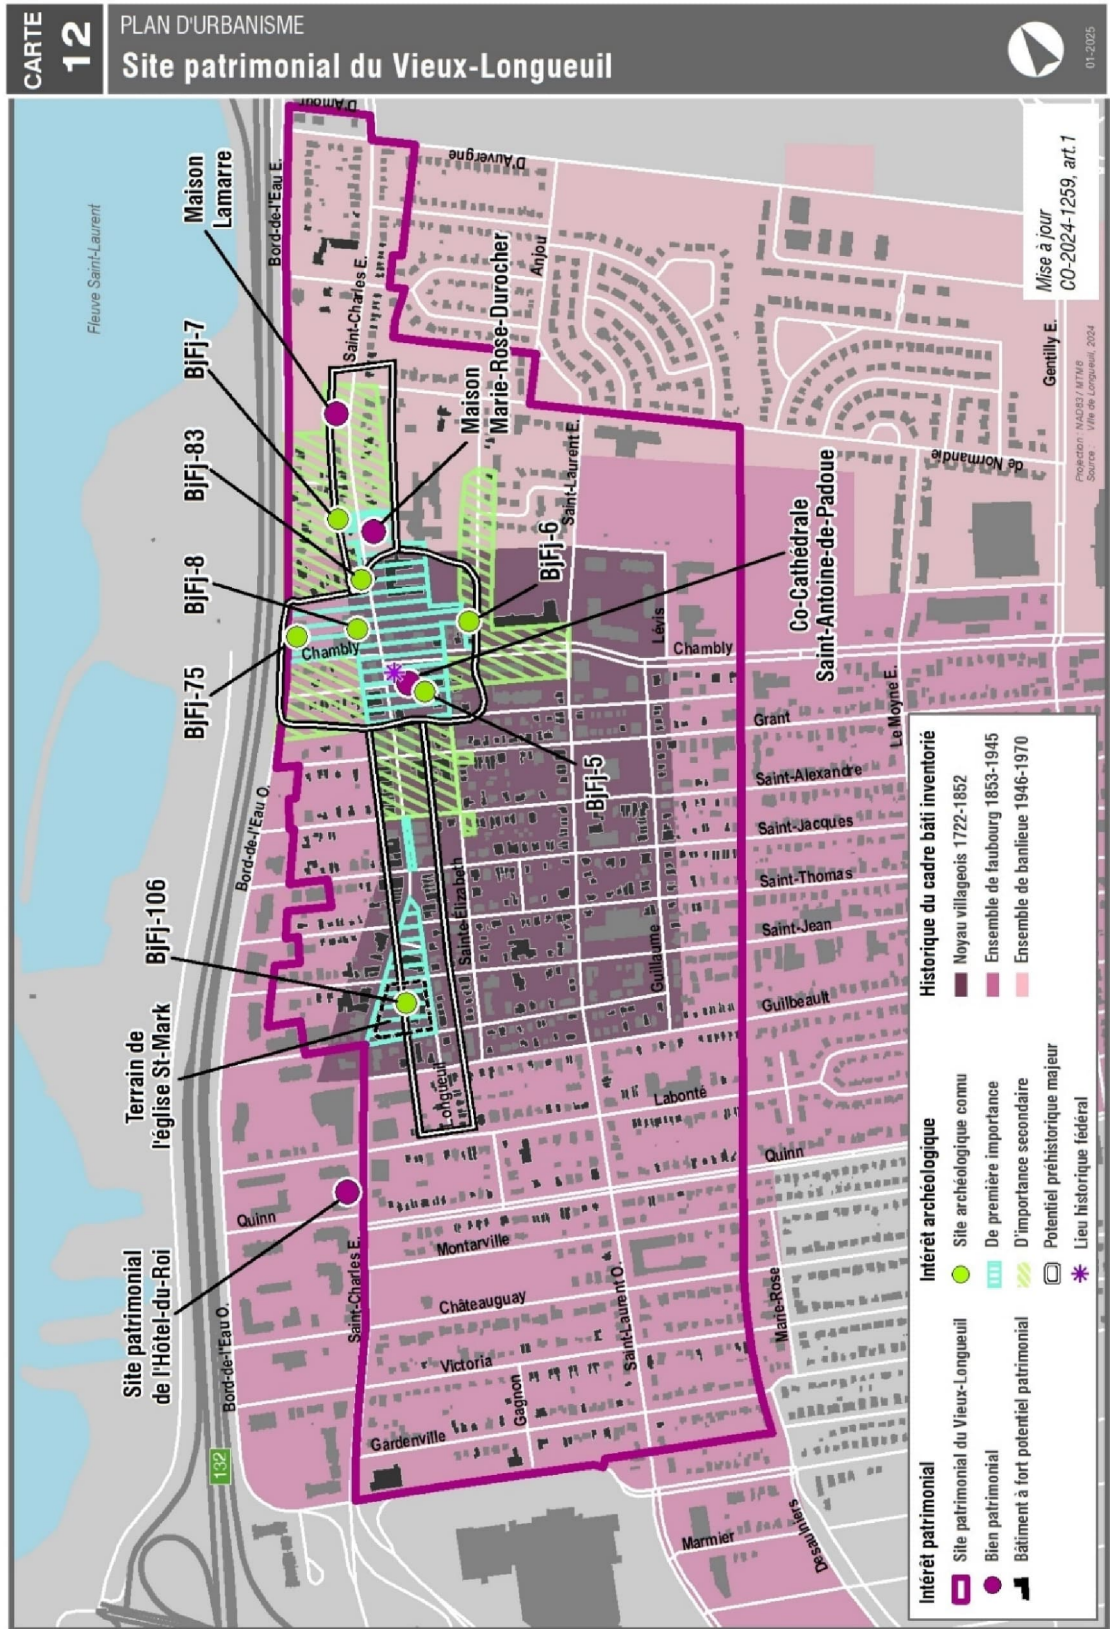 CARTE
12
PLAN D'URBANISME
Site patrimonial du Vieux-Longueuil
01-2025
Fleuve Saint-Laurent
Maison
Lamarre
BjFj-7
BjFj-83
BjFj-8
BjFj-75
BjFj-106
Terrain de
l'église St-Mark
Site patrimonial
de l'Hôtel-du-Roi
132
Bord-de-l'Eau E.
Bord-de-l'Eau O.
Bord-de-l'Eau O.
D'Amour
D'Auvergne
Saint-Charles E.
Maison
Marie-Rose-Durocher
Anjou
BjFj-6
Saint-Laurent E.
Co-Cathédrale
Saint-Antoine-de-Padoue
BjFj-5
Chambly
Lévis
Chambly
Grant
Saint-Alexandre
Saint-Jacques
Saint-Thomas
Saint-Jean
Guilbeault
Guillaume
Sainte-Elizabeth
Longueuil
Labonté
Quinn
Quinn
Montarville
Châteauguay
Victoria
Gagnon
Gardenville
Saint-Charles E.
Saint-Laurent O.
Marie-Rose
Marmier
Desaulniers
Le Moyne E.
de Normandie
Gentilly E.
Mise à jour
CO-2024-1259, art.1
Projection : NAD83 / MTM8
Source : Ville de Longueuil, 2024
Intérêt patrimonial
Site patrimonial du Vieux-Longueuil
Bien patrimonial
Bâtiment à fort potentiel patrimonial
Intérêt archéologique
Site archéologique connu
De première importance
D'importance secondaire
Potentiel préhistorique majeur
Lieu historique fédéral
Historique du cadre bâti inventorié
Noyau villageois 1722-1852
Ensemble de faubourg 1853-1945
Ensemble de banlieue 1946-1970